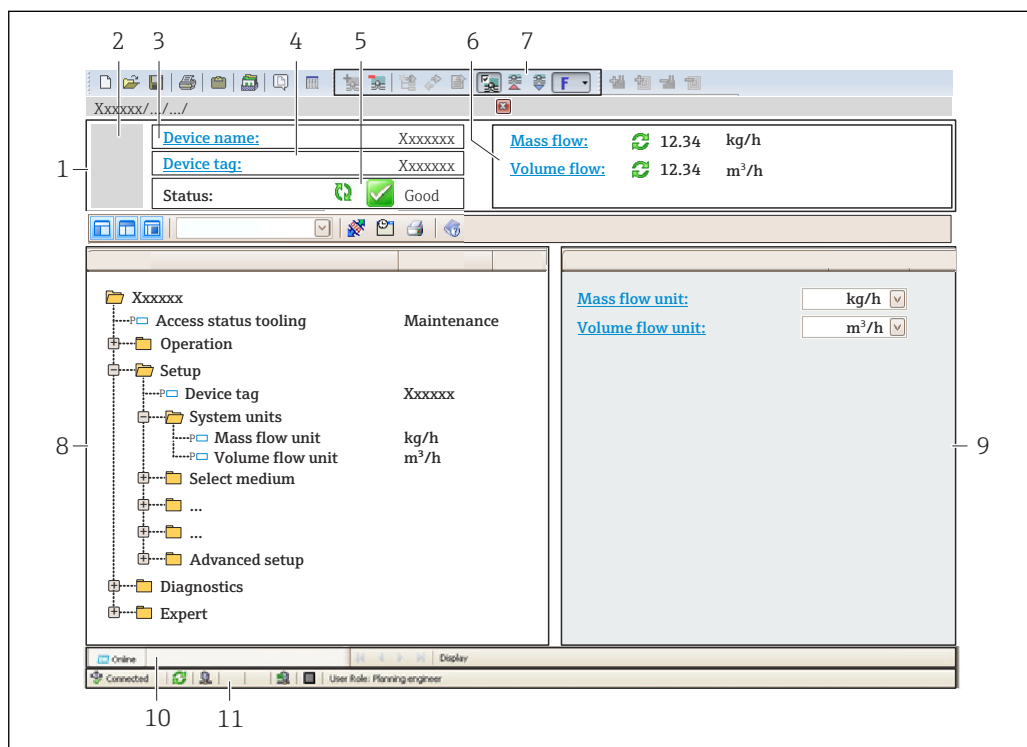 2 3 4 5 6 7
F
Xxxxxx/.../.../
1
Device name: Xxxxxxx
Device tag: Xxxxxxx
Status: Good
Mass flow: 12.34 kg/h
Volume flow: 12.34 m³/h
8
Xxxxxx
P Access status tooling Maintenance
Operation
Setup
P Device tag Xxxxxx
System units
P Mass flow unit kg/h
P Volume flow unit m³/h
Select medium
...
...
Advanced setup
Diagnostics
Expert
Mass flow unit: kg/h
Volume flow unit: m³/h
9
Online Display
Connected User Role: Planning engineer
10 11